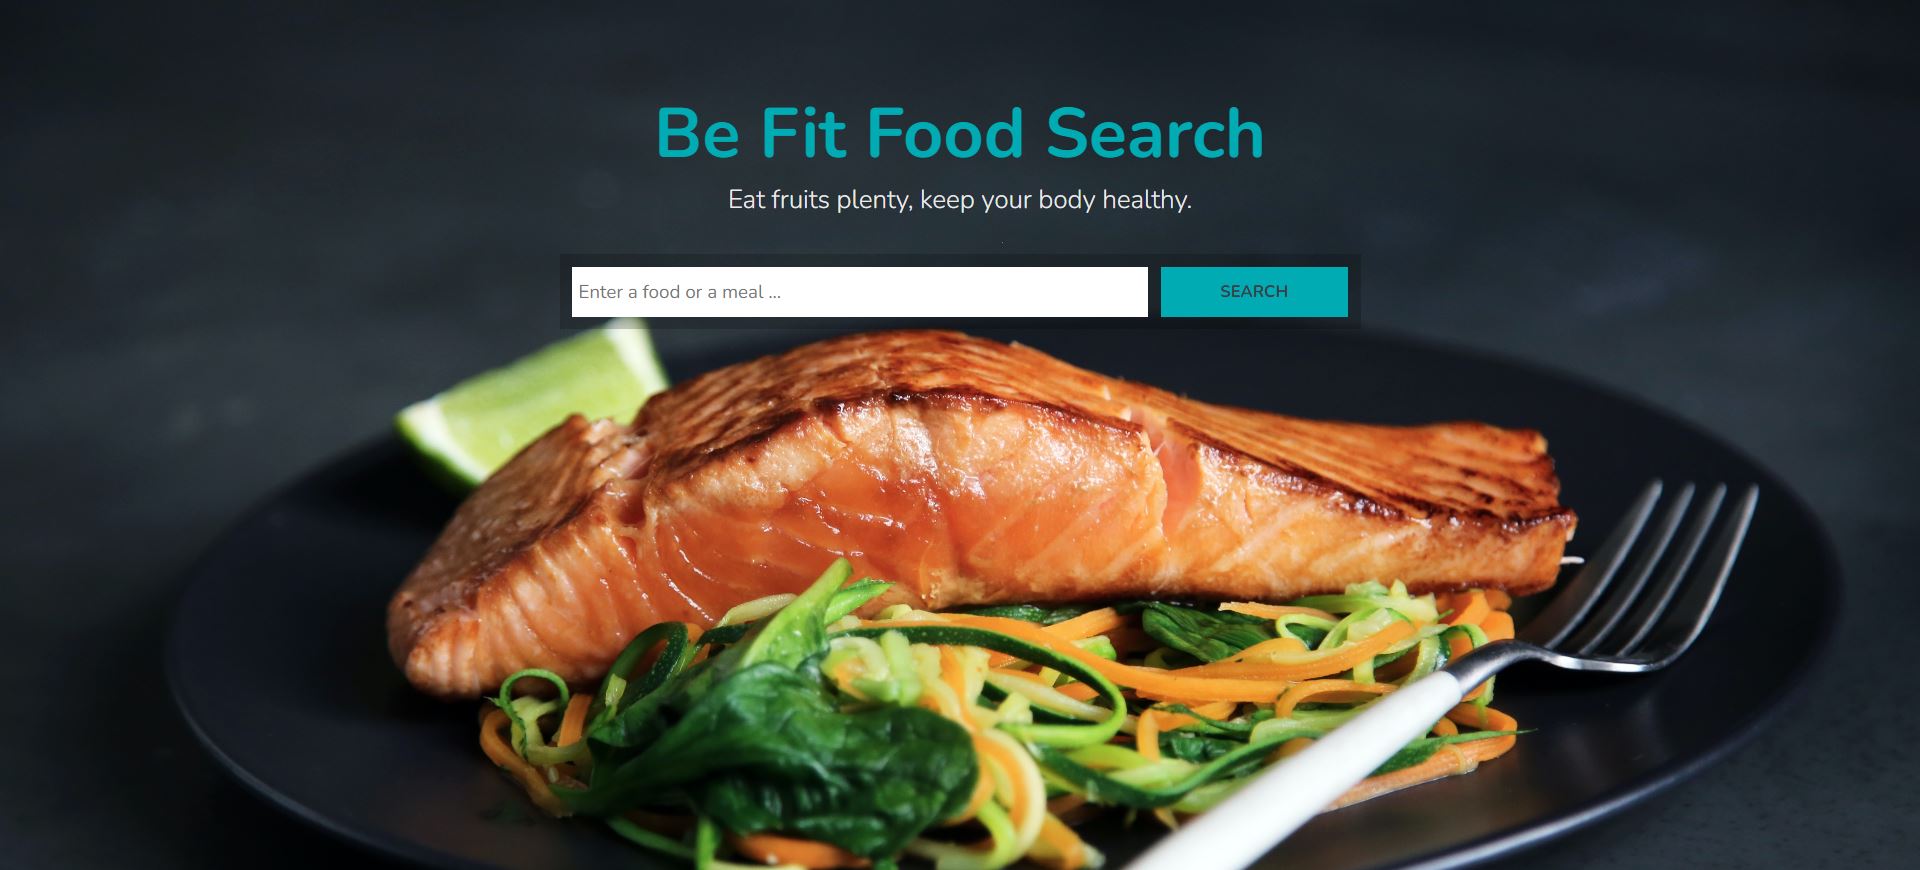 Be Fit Food Search
Eat fruits plenty, keep your body healthy.
Enter a food or a meal ... SEARCH